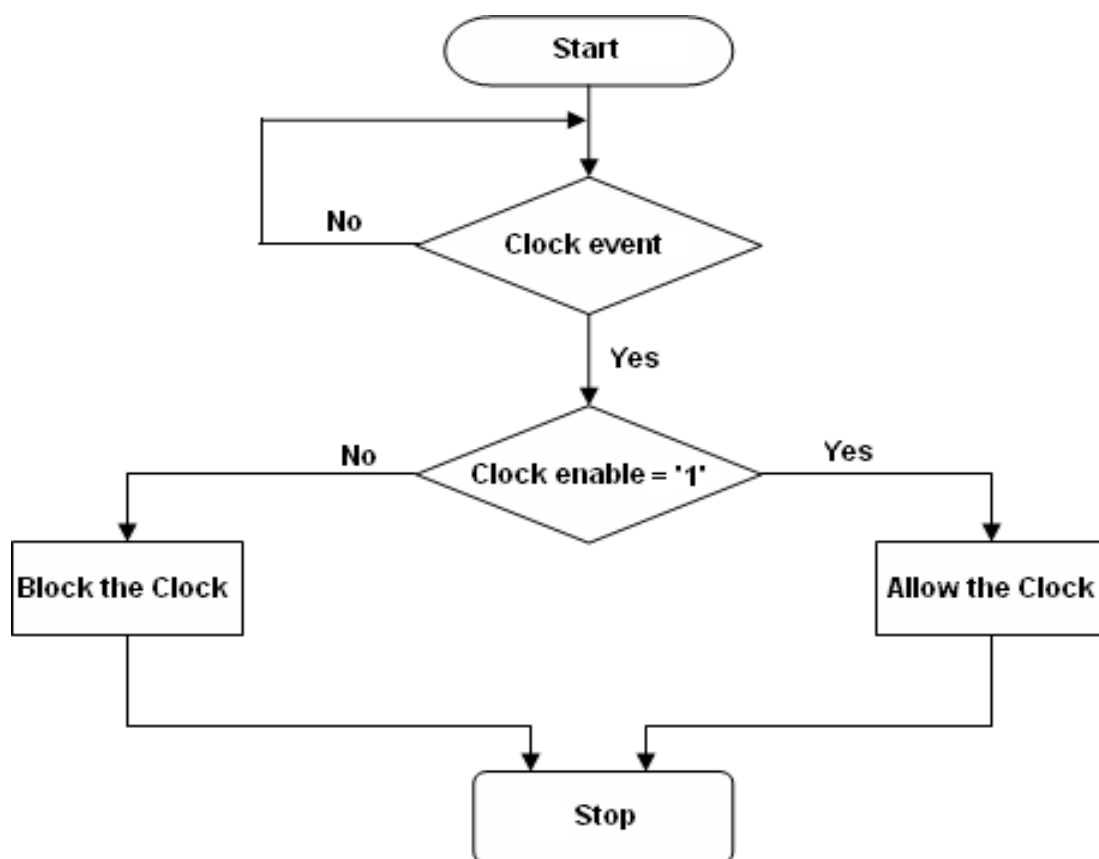 Start
No
Clock event
Yes
No
Clock enable = '1'
Yes
Block the Clock
Allow the Clock
Stop